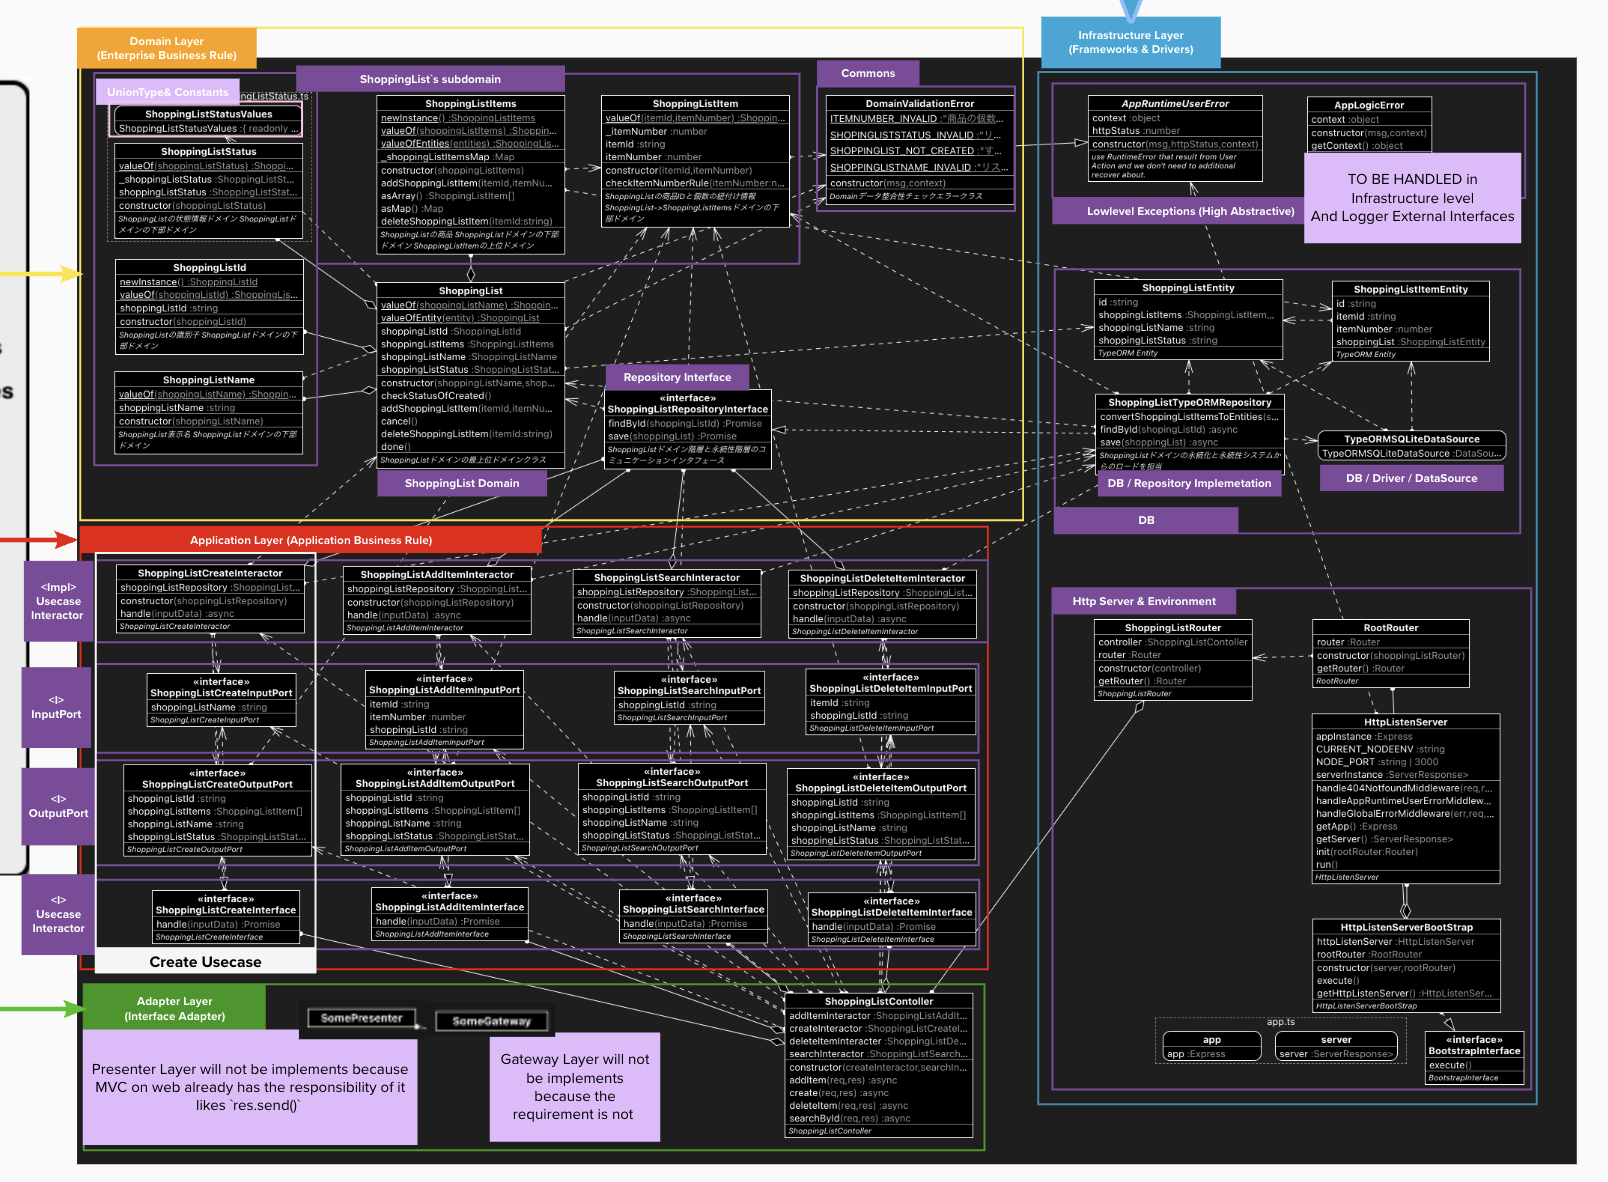 Domain Layer
(Enterprise Business Rule)
Infrastructure Layer
(Frameworks & Drivers)
ShoppingList`s subdomain
Commons
UnionType& Constants
ngListStatus.ts
ShoppingListStatusValues
ShoppingListStatusValues :{ readonly ...
ShoppingListStatus
valueOf(shoppingListStatus) :Shoppi...
_shoppingListStatus :ShoppingListSt...
shoppingListStatus :ShoppingListStat...
constructor(shoppingListStatus)
ShoppingListの状態情報ドメイン ShoppingListド
メインの下部ドメイン
ShoppingListId
newInstance() :ShoppingListId
valueOf(shoppingListId) :ShoppingLis...
shoppingListId :string
constructor(shoppingListId)
ShoppingListの識別子 ShoppingListドメインの下
部ドメイン
ShoppingListName
valueOf(shoppingListName) :Shoppin...
shoppingListName :string
constructor(shoppingListName)
ShoppingList表示名 ShoppingListドメインの下部
ドメイン
ShoppingListItems
newInstance() :ShoppingListItems
valueOf(shoppingListItems) :Shoppin...
valueOfEntities(entities) :ShoppingLis...
_shoppingListItemsMap :Map
constructor(shoppingListItems)
addShoppingListItem(itemId,itemNu...
asArray() :ShoppingListItem[]
asMap() :Map
deleteShoppingListItem(itemId:string)
ShoppingListの商品 ShoppingListドメインの下部
ドメイン ShoppingListItemの上位ドメイン
ShoppingListItem
valueOf(itemId,itemNumber) :Shoppin...
_itemNumber :number
itemId :string
itemNumber :number
constructor(itemId,itemNumber)
checkItemNumberRule(itemNumber:n...
ShoppingListの商品IDと個数の紐付け情報
ShoppingList->ShoppingListItemsドメインの下
部ドメイン
DomainValidationError
ITEMNUMBER_INVALID :"商品の個数...
SHOPINGLISTSTATUS_INVALID :"リ...
SHOPPINGLIST_NOT_CREATED :"す...
SHOPPINGLISTNAME_INVALID :"リス...
constructor(msg,context)
Domainデータ整合性チェックエラークラス
ShoppingList
valueOf(shoppingListName) :Shoppin...
valueOfEntity(entity) :ShoppingList
shoppingListId :ShoppingListId
shoppingListItems :ShoppingListItems
shoppingListName :ShoppingListName
shoppingListStatus :ShoppingListStat...
constructor(shoppingListName,shop...
checkStatusOfCreated()
addShoppingListItem(itemId,itemNu...
cancel()
deleteShoppingListItem(itemId:string)
done()
ShoppingListドメインの最上位ドメインクラス
ShoppingList Domain
Repository Interface
«interface»
ShoppingListRepositoryInterface
findById(shoppingListId) :Promise
save(shoppingList) :Promise
ShoppingListドメイン階層と永続性階層のコ
ミュニケーションインタフェース
AppRuntimeUserError
context :object
httpStatus :number
constructor(msg,httpStatus,context)
use RuntimeError that result from User
Action and we don't need to additional
recover about.
AppLogicError
context :object
constructor(msg,context)
getContext() :object
TO BE HANDLED in
Infrastructure level
And Logger External Interfaces
Lowlevel Exceptions (High Abstractive)
ShoppingListEntity
id :string
shoppingListItems :ShoppingListItem...
shoppingListName :string
shoppingListStatus :string
TypeORM Entity
ShoppingListItemEntity
id :string
itemId :string
itemNumber :number
shoppingList :ShoppingListEntity
TypeORM Entity
ShoppingListTypeORMRepository
convertShoppingListItemsToEntities(s...
findById(shoppingListId) :async
save(shoppingList) :async
ShoppingListドメインの永続化と永続性システムか
らのロードを担当
TypeORMSQLiteDataSource
TypeORMSQLiteDataSource :DataSou...
DB / Repository Implemetation
DB / Driver / DataSource
DB
Application Layer (Application Business Rule)
<Impl>
Usecase
Interactor
ShoppingListCreateInteractor
shoppingListRepository :ShoppingList...
constructor(shoppingListRepository)
handle(inputData) :async
ShoppingListCreateInteractor
ShoppingListAddItemInteractor
shoppingListRepository :ShoppingList...
constructor(shoppingListRepository)
handle(inputData) :async
ShoppingListAddItemInteractor
ShoppingListSearchInteractor
shoppingListRepository :ShoppingList...
constructor(shoppingListRepository)
handle(inputData) :async
ShoppingListSearchInteractor
ShoppingListDeleteItemInteractor
shoppingListRepository :ShoppingList...
constructor(shoppingListRepository)
handle(inputData) :async
ShoppingListDeleteItemInteractor
<I>
InputPort
«interface»
ShoppingListCreateInputPort
shoppingListName :string
ShoppingListCreateInputPort
«interface»
ShoppingListAddItemInputPort
itemId :string
itemNumber :number
shoppingListId :string
ShoppingListAddItemInputPort
«interface»
ShoppingListSearchInputPort
shoppingListId :string
ShoppingListSearchInputPort
«interface»
ShoppingListDeleteItemInputPort
itemId :string
shoppingListId :string
ShoppingListDeleteItemInputPort
<I>
OutputPort
«interface»
ShoppingListCreateOutputPort
shoppingListId :string
shoppingListItems :ShoppingListItem[]
shoppingListName :string
shoppingListStatus :ShoppingListStat...
ShoppingListCreateOutputPort
«interface»
ShoppingListAddItemOutputPort
shoppingListId :string
shoppingListItems :ShoppingListItem[]
shoppingListName :string
shoppingListStatus :ShoppingListStat...
ShoppingListAddItemOutputPort
«interface»
ShoppingListSearchOutputPort
shoppingListId :string
shoppingListItems :ShoppingListItem[]
shoppingListName :string
shoppingListStatus :ShoppingListStat...
ShoppingListSearchOutputPort
«interface»
ShoppingListDeleteItemOutputPort
shoppingListId :string
shoppingListItems :ShoppingListItem[]
shoppingListName :string
shoppingListStatus :ShoppingListStat...
ShoppingListDeleteItemOutputPort
<I>
Usecase
Interactor
«interface»
ShoppingListCreateInterface
handle(inputData) :Promise
ShoppingListCreateInterface
«interface»
ShoppingListAddItemInterface
handle(inputData) :Promise
ShoppingListAddItemInterface
«interface»
ShoppingListSearchInterface
handle(inputData) :Promise
ShoppingListSearchInterface
«interface»
ShoppingListDeleteItemInterface
handle(inputData) :Promise
ShoppingListDeleteItemInterface
Create Usecase
Http Server & Environment
ShoppingListRouter
controller :ShoppingListContoller
router :Router
constructor(controller)
getRouter() :Router
ShoppingListRouter
RootRouter
router :Router
constructor(shoppingListRouter)
getRouter() :Router
RootRouter
HttpListenServer
appInstance :Express
CURRENT_NODEENV :string
NODE_PORT :string | 3000
serverInstance :ServerResponse>
handle404NotfoundMiddleware(req,r...
handleAppRuntimeUserErrorMiddlew...
handleGlobalErrorMiddleware(err,req,...
getApp() :Express
getServer() :ServerResponse>
init(rootRouter:Router)
run()
HttpListenServer
HttpListenServerBootStrap
httpListenServer :HttpListenServer
rootRouter :RootRouter
constructor(server,rootRouter)
execute()
getHttpListenServer() :HttpListenSer...
HttpListenServerBootStrap
app.ts
app
app :Express
server
server :ServerResponse>
«interface»
BootstrapInterface
execute()
BootstrapInterface
Adapter Layer
(Interface Adapter)
SomePresenter
SomeGateway
Presenter Layer will not be implements because
MVC on web already has the responsibility of it
likes `res.send()`
Gateway Layer will not
be implements
because the
requirement is not
ShoppingListContoller
addItemInteractor :ShoppingListAddIt...
createInteractor :ShoppingListCreateI...
deleteItemInteractor :ShoppingListDe...
searchInteractor :ShoppingListSearch...
constructor(createInteractor,searchIn...
addItem(req,res) :async
create(req,res) :async
deleteItem(req,res) :async
searchById(req,res) :async
ShoppingListContoller